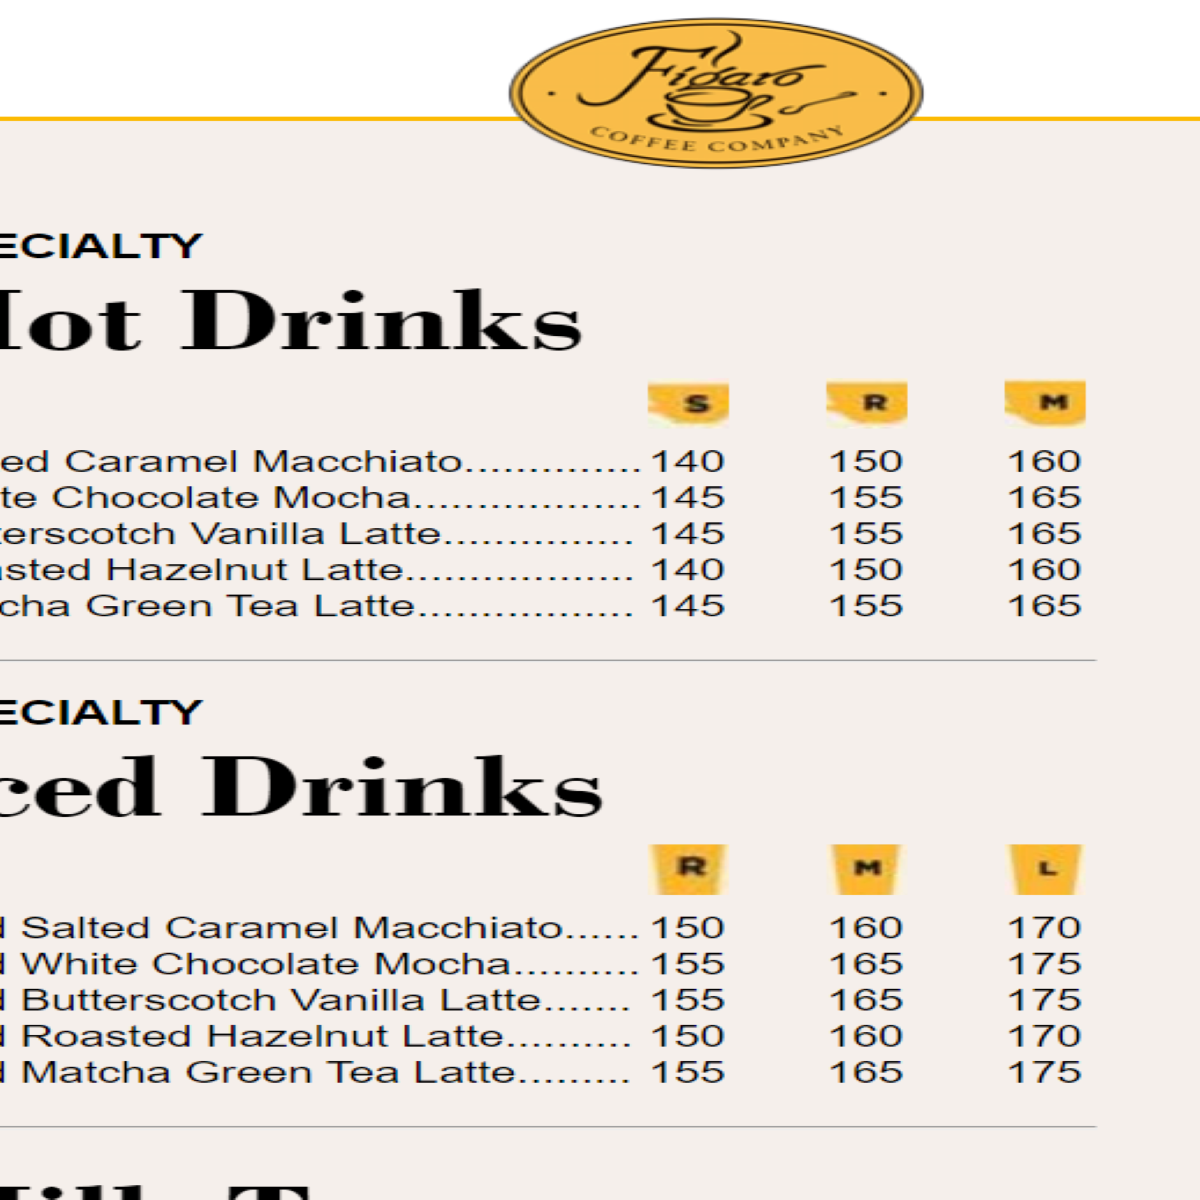 Figaro
COFFEE COMPANY
ECIALTY
Hot Drinks
S R M
ed Caramel Macchiato.............. 140 150 160
te Chocolate Mocha.................. 145 155 165
terscotch Vanilla Latte............... 145 155 165
asted Hazelnut Latte.................. 140 150 160
cha Green Tea Latte................. 145 155 165
ECIALTY
ced Drinks
R M L
d Salted Caramel Macchiato...... 150 160 170
d White Chocolate Mocha.......... 155 165 175
d Butterscotch Vanilla Latte....... 155 165 175
d Roasted Hazelnut Latte.......... 150 160 170
d Matcha Green Tea Latte......... 155 165 175